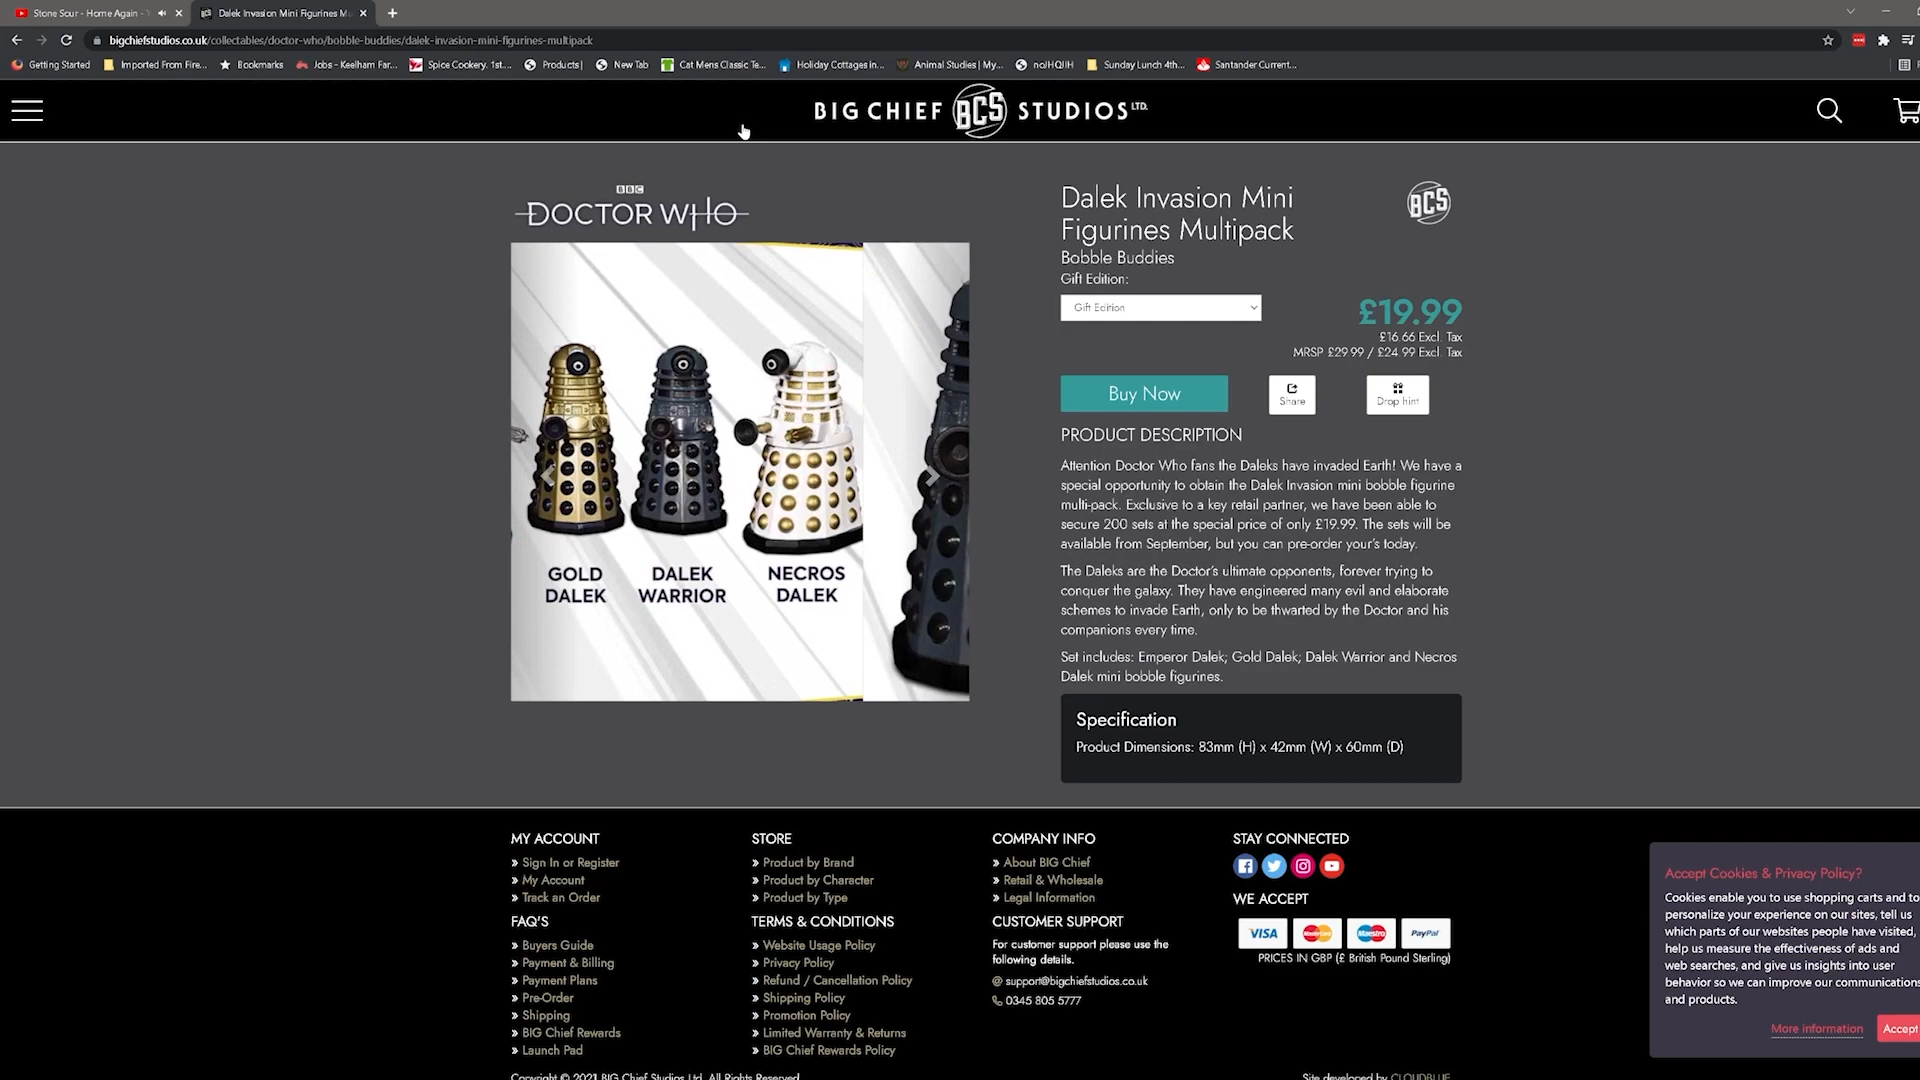 Stone Sour - Home Again -
Dalek Invasion Mini Figurines M
bigchiefstudios.co.uk/collectables/doctor-who/bobble-buddies/dalek-invasion-mini-figurines-multipack
Getting Started Imported From Fire... Bookmarks Jobs - Keelham Far... Spice Cookery. 1st.... Products | New Tab Cat Mens Classic Te... Holiday Cottages in... Animal Studies | My... noJHQJIH Sunday Lunch 4th... Santander Current...
BIG CHIEF BCS STUDIOS LTD.
BBC
DOCTOR WHO
GOLD
DALEK
DALEK
WARRIOR
NECROS
DALEK
Dalek Invasion Mini
Figurines Multipack
BCS
Bobble Buddies
Gift Edition:
Gift Edition
£19.99
£16.66 Excl. Tax
MRSP £29.99 / £24.99 Excl. Tax
Buy Now
Share
Drop hint
PRODUCT DESCRIPTION
Attention Doctor Who fans the Daleks have invaded Earth! We have a
special opportunity to obtain the Dalek Invasion mini bobble figurine
multi-pack. Exclusive to a key retail partner, we have been able to
secure 200 sets at the special price of only £19.99. The sets will be
available from September, but you can pre-order your's today.
The Daleks are the Doctor's ultimate opponents, forever trying to
conquer the galaxy. They have engineered many evil and elaborate
schemes to invade Earth, only to be thwarted by the Doctor and his
companions every time.
Set includes: Emperor Dalek; Gold Dalek; Dalek Warrior and Necros
Dalek mini bobble figurines.
Specification
Product Dimensions: 83mm (H) x 42mm (W) x 60mm (D)
MY ACCOUNT
» Sign In or Register
» My Account
» Track an Order
FAQ'S
» Buyers Guide
» Payment & Billing
» Payment Plans
» Pre-Order
» Shipping
» BIG Chief Rewards
» Launch Pad
STORE
» Product by Brand
» Product by Character
» Product by Type
TERMS & CONDITIONS
» Website Usage Policy
» Privacy Policy
» Refund / Cancellation Policy
» Shipping Policy
» Promotion Policy
» Limited Warranty & Returns
» BIG Chief Rewards Policy
COMPANY INFO
» About BIG Chief
» Retail & Wholesale
» Legal Information
CUSTOMER SUPPORT
For customer support please use the
following details.
@ support@bigchiefstudios.co.uk
0345 805 5777
STAY CONNECTED
WE ACCEPT
VISA MasterCard Maestro PayPal
PRICES IN GBP (£ British Pound Sterling)
Copyright © 2021 BIG Chief Studios Ltd. All Rights Reserved
Site developed by CLOUDBLUE
Accept Cookies & Privacy Policy?
Cookies enable you to use shopping carts and to
personalize your experience on our sites, tell us
which parts of our websites people have visited,
help us measure the effectiveness of ads and
web searches, and give us insights into user
behavior so we can improve our communications
and products.
More information
Accept